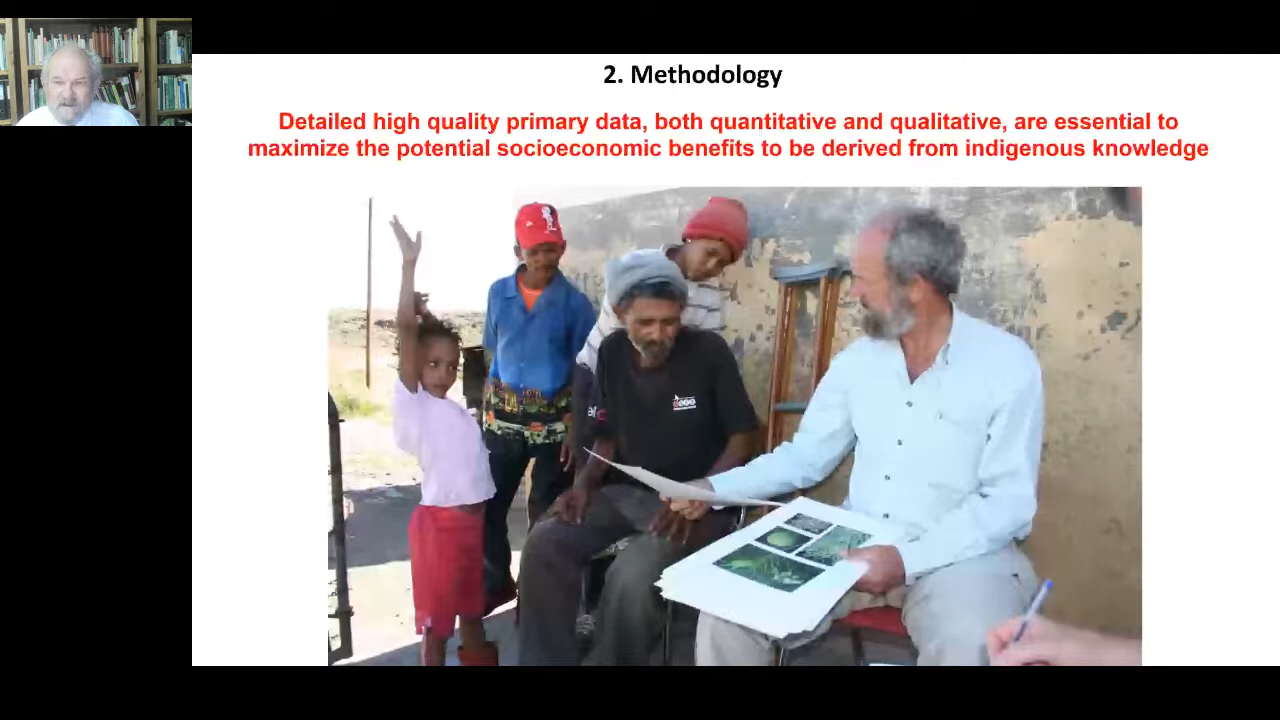 2. Methodology
Detailed high quality primary data, both quantitative and qualitative, are essential to
maximize the potential socioeconomic benefits to be derived from indigenous knowledge